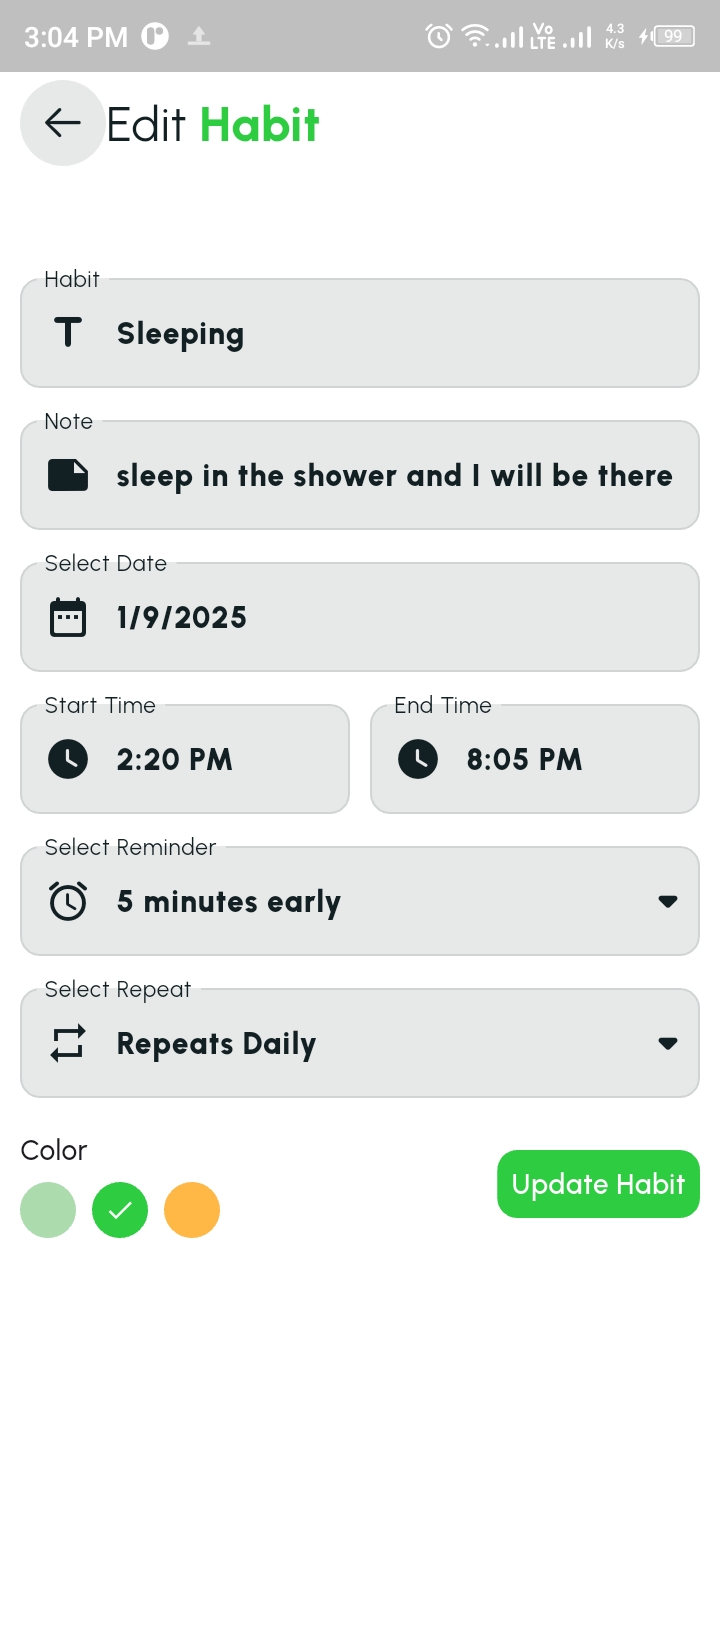 3:04 PM
Vo LTE
4.3 K/s
99
Edit Habit
Habit
Sleeping
Note
sleep in the shower and I will be there
Select Date
1/9/2025
Start Time
End Time
2:20 PM
8:05 PM
Select Reminder
5 minutes early
Select Repeat
Repeats Daily
Color
Update Habit